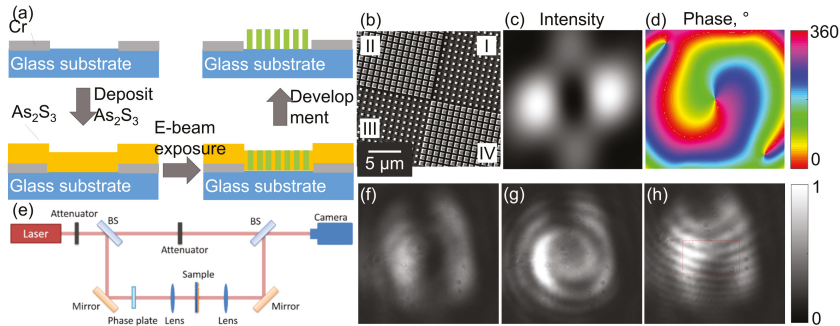 (a)
Cr
Glass substrate
Glass substrate
Deposit
As₂S₃
Develop
ment
As₂S₃
E-beam
exposure
Glass substrate
Glass substrate
(b)
II
I
III
IV
5 μm
(c) Intensity
(d) Phase, °
360
0
(e)
Attenuator
BS
BS
Camera
Laser
Attenuator
Sample
Mirror
Phase plate
Lens
Lens
Mirror
(f)
(g)
(h)
1
0